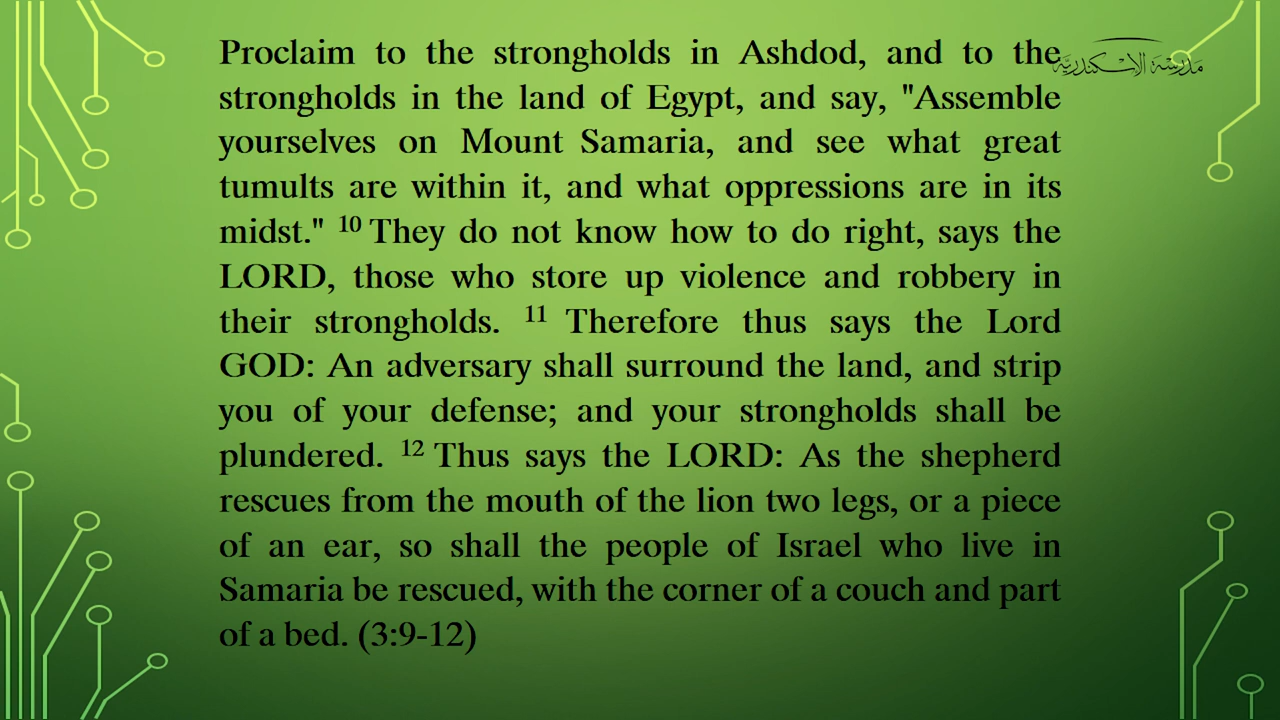 Proclaim to the strongholds in Ashdod, and to the
مدرسة الإسكندرية
strongholds in the land of Egypt, and say, "Assemble
yourselves on Mount Samaria, and see what great
tumults are within it, and what oppressions are in its
midst." 10 They do not know how to do right, says the
LORD, those who store up violence and robbery in
their strongholds. 11 Therefore thus says the Lord
GOD: An adversary shall surround the land, and strip
you of your defense; and your strongholds shall be
plundered. 12 Thus says the LORD: As the shepherd
rescues from the mouth of the lion two legs, or a piece
of an ear, so shall the people of Israel who live in
Samaria be rescued, with the corner of a couch and part
of a bed. (3:9-12)